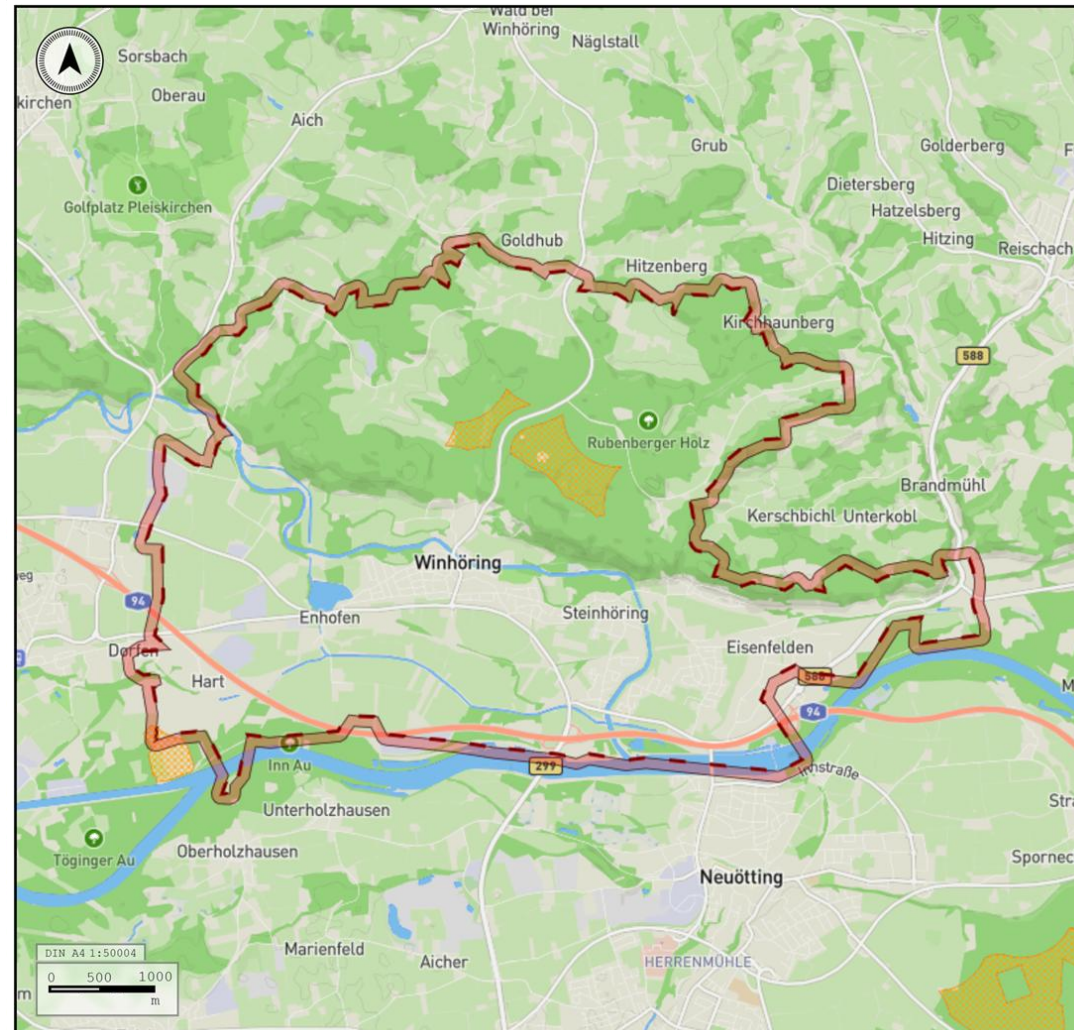 Wald bei
Winhöring
Näglstall
Sorsbach
kirchen
Oberau
Aich
Grub
Golderberg
Dietersberg
Golfplatz Pleiskirchen
Hatzelsberg
Hitzing
Reischach
Goldhub
Hitzenberg
Kirchhaunberg
588
Rubenberger Holz
Brandmühl
Kerschbichl
Unterkobl
Winhöring
94
Enhofen
Steinhöring
Eisenfelden
Dorfen
Hart
588
94
Inn Au
299
Innstraße
Unterholzhausen
Töginger Au
Oberholzhausen
Neuötting
Marienfeld
Aicher
HERRENMÜHLE
DIN A4 1:50004
0 500 1000
m